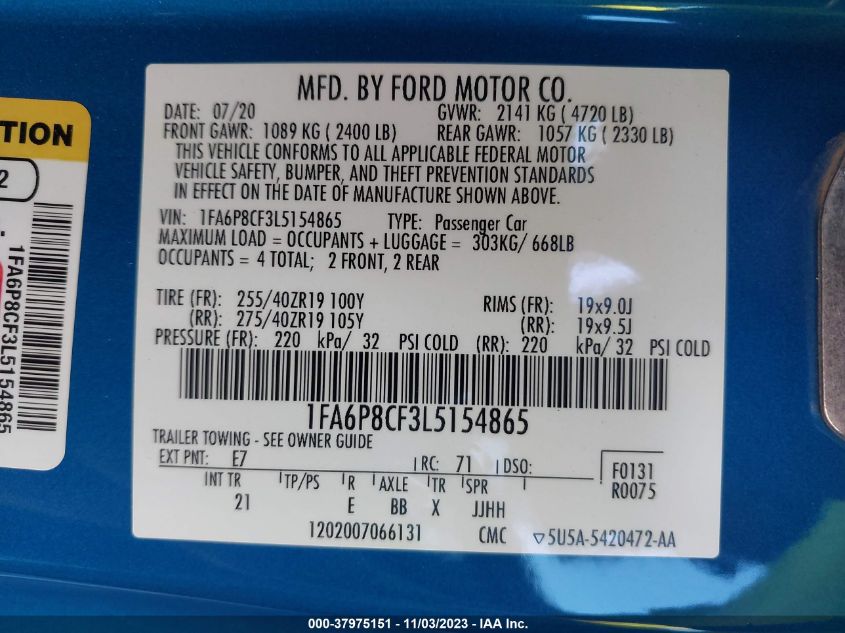 MFD. BY FORD MOTOR CO.
DATE: 07/20 GVWR: 2141 KG ( 4720 LB)
FRONT GAWR: 1089 KG ( 2400 LB) REAR GAWR: 1057 KG ( 2330 LB)
THIS VEHICLE CONFORMS TO ALL APPLICABLE FEDERAL MOTOR
VEHICLE SAFETY, BUMPER, AND THEFT PREVENTION STANDARDS
IN EFFECT ON THE DATE OF MANUFACTURE SHOWN ABOVE.
VIN: 1FA6P8CF3L5154865 TYPE: Passenger Car
MAXIMUM LOAD = OCCUPANTS + LUGGAGE = 303KG/ 668LB
OCCUPANTS = 4 TOTAL; 2 FRONT, 2 REAR
TIRE (FR): 255/40ZR19 100Y RIMS (FR): 19x9.0J
(RR): 275/40ZR19 105Y (RR): 19x9.5J
PRESSURE (FR): 220 kPa/ 32 PSI COLD (RR): 220 kPa/ 32 PSI COLD
1FA6P8CF3L5154865
TRAILER TOWING - SEE OWNER GUIDE
EXT PNT: E7 RC: 71 DSO: F0131
INT TR TP/PS R AXLE TR SPR R0075
21 E BB X JJHH
1202007066131 CMC ▽5U5A-5420472-AA
TION
2
1FA6P8CF3L5154865
000-37975151 - 11/03/2023 - IAA Inc.